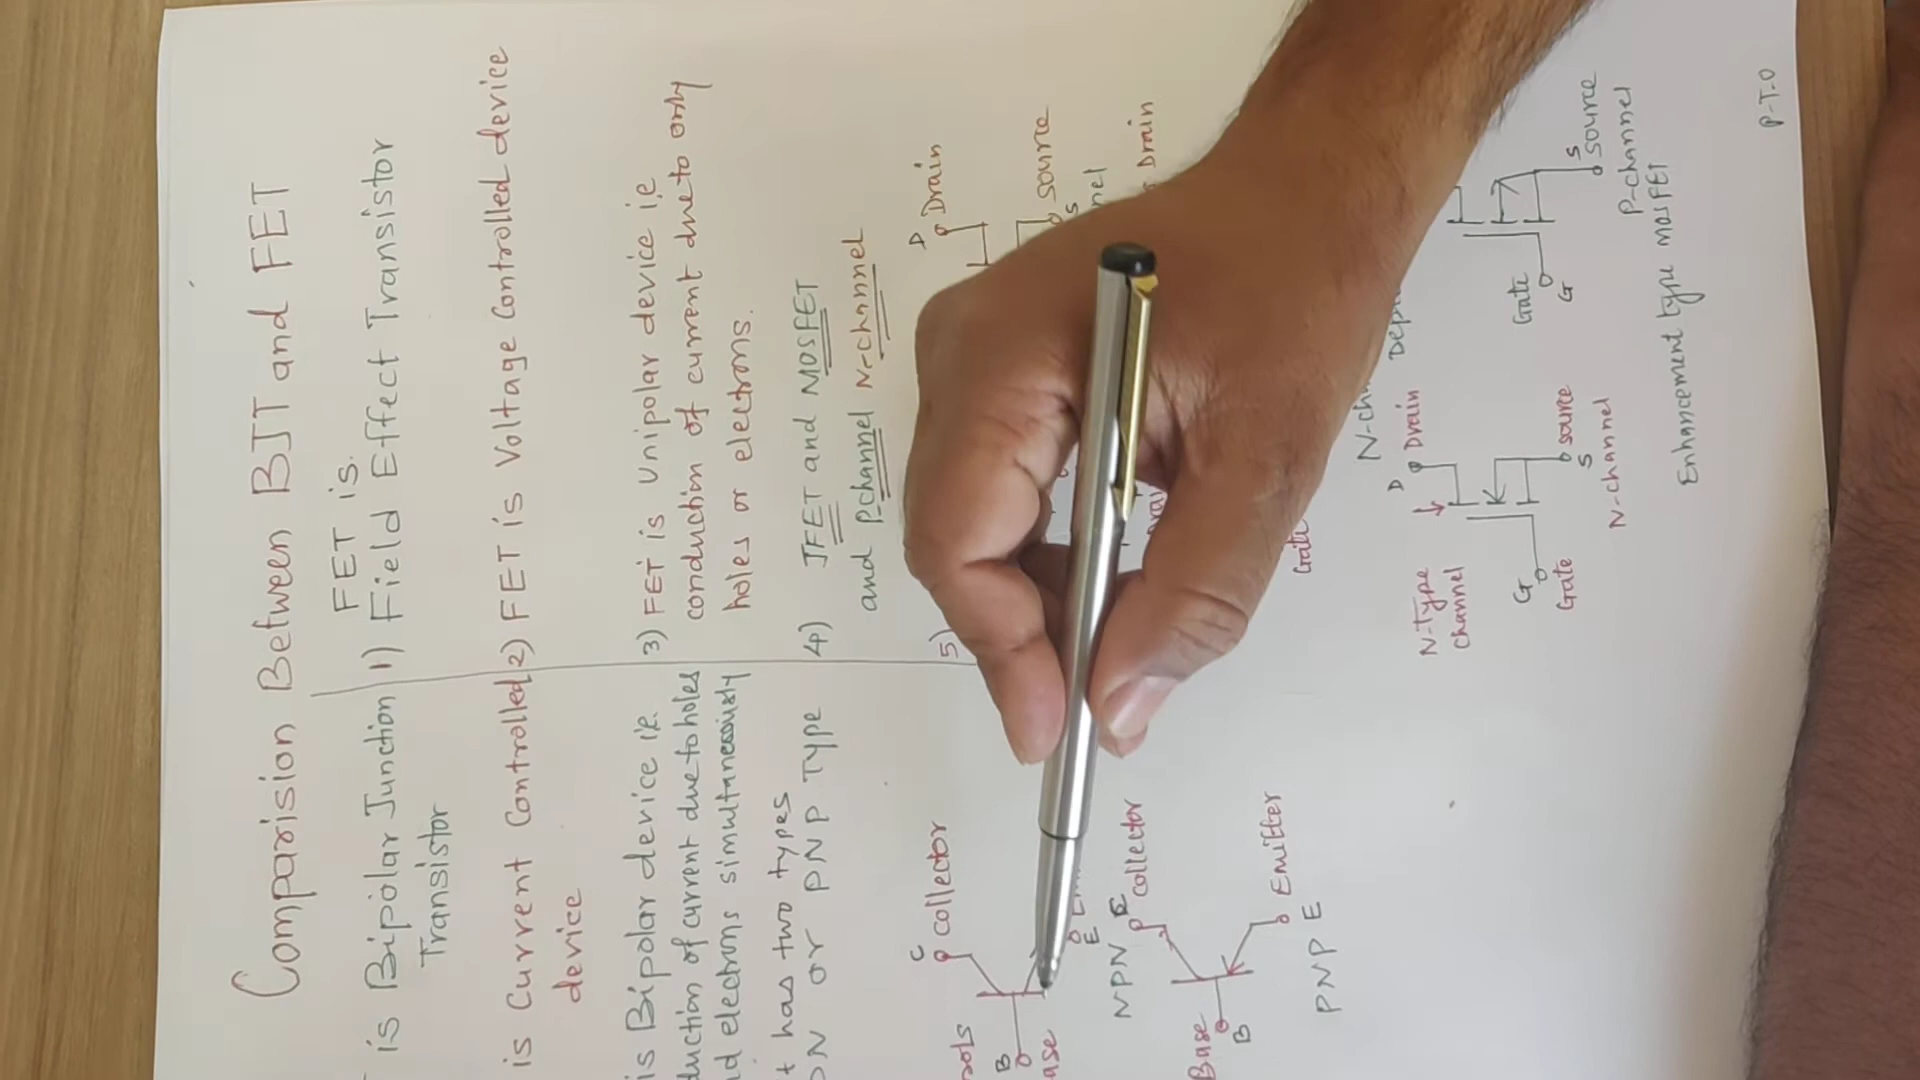 Comparision Between BJT and FET
is Bipolar Junction
Transistor
is Current Controlled
device
is Bipolar device i.e.
duction of current due to holes
nd electrons simultaneously
t has two types
PN or PNP TYPE
C collector
B
E
NPN
collector
Base
B
Emitter
E
PNP
FET is.
1) Field Effect Transistor
2) FET is Voltage Controlled device
3) FET is Unipolar device i.e
conduction of current due to only
holes or electrons.
4) JFET and MOSFET
and P-channel N-channel
5)
D Drain
source
S
Drain
Gate
N-Type
channel
D Drain
G
Gate
source
S
N-channel
Gate
G
S
source
P-channel
MOSFET
Enhancement type
P.T.O